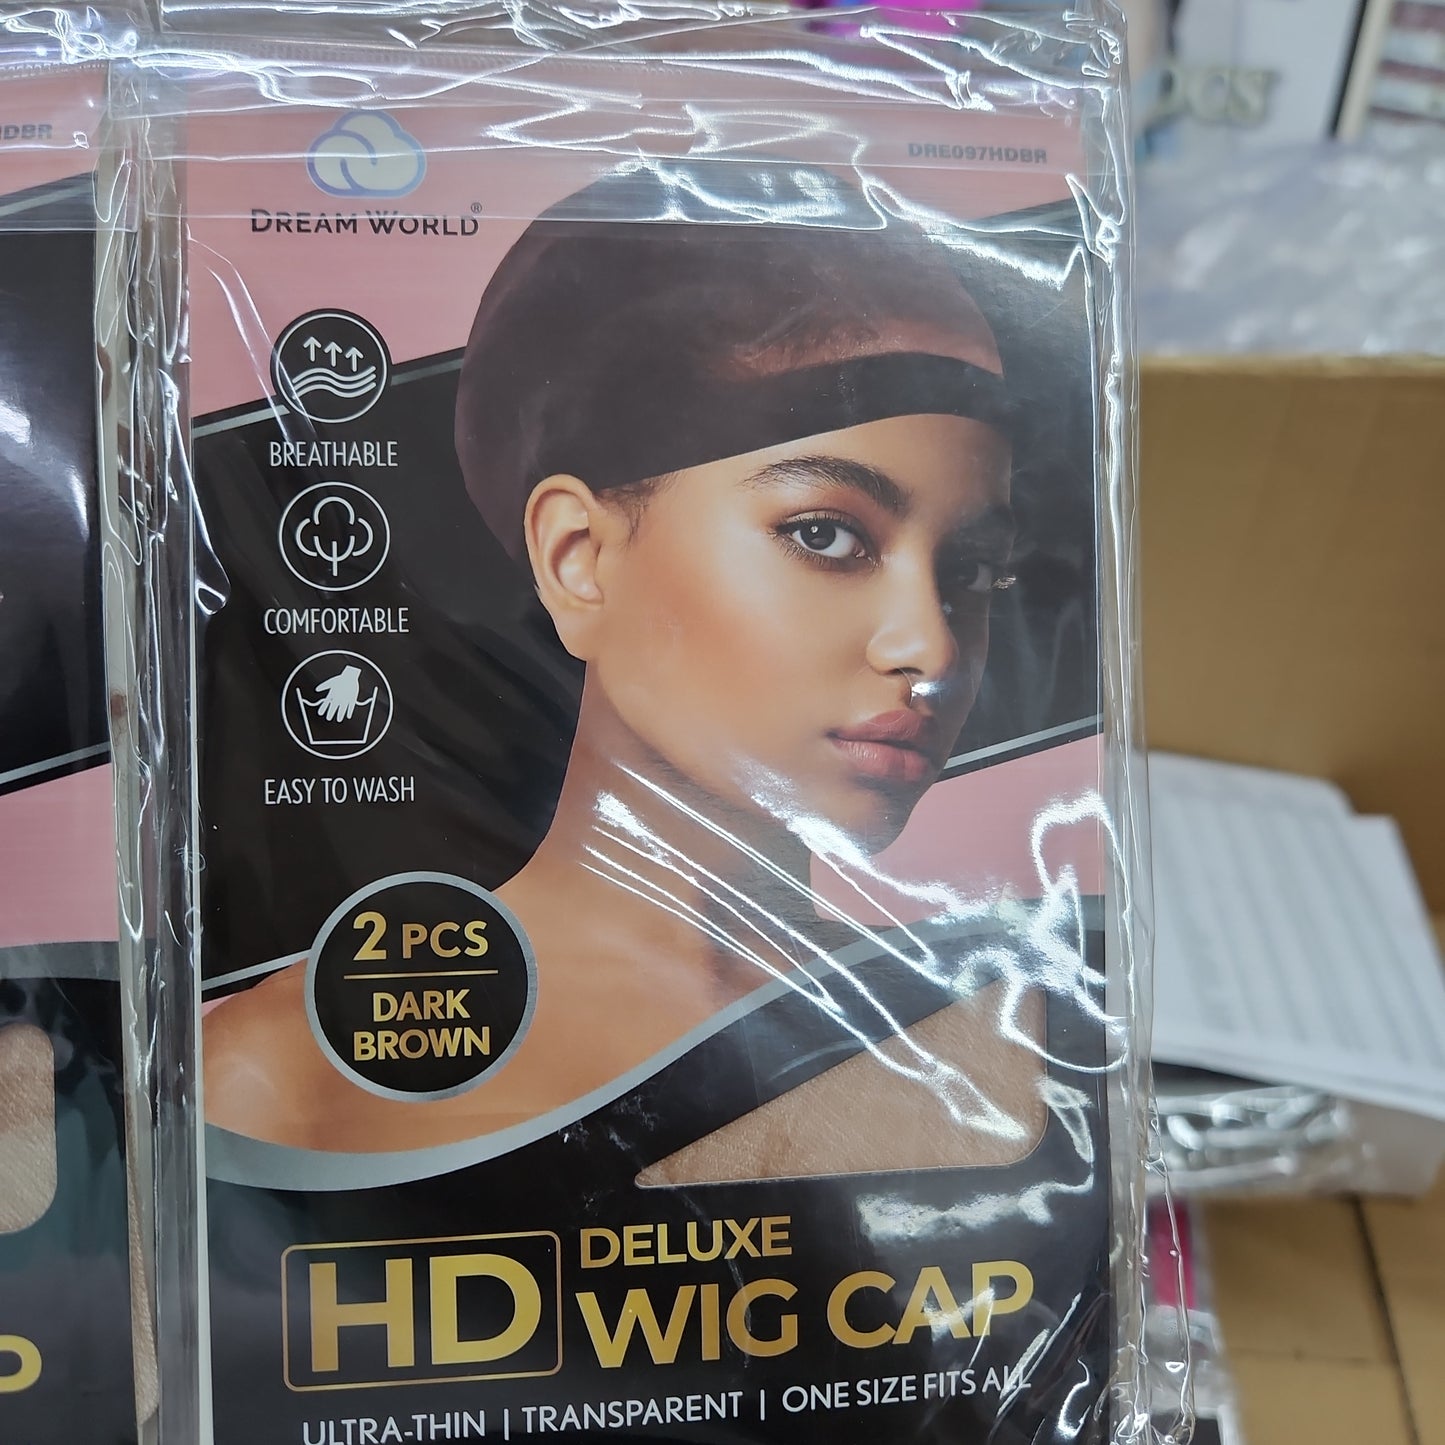 HDBR
DRE097HDBR
DREAM WORLD®
BREATHABLE
COMFORTABLE
EASY TO WASH
2 PCS
DARK
BROWN
HD
DELUXE
WIG CAP
ULTRA-THIN | TRANSPARENT | ONE SIZE FITS ALL